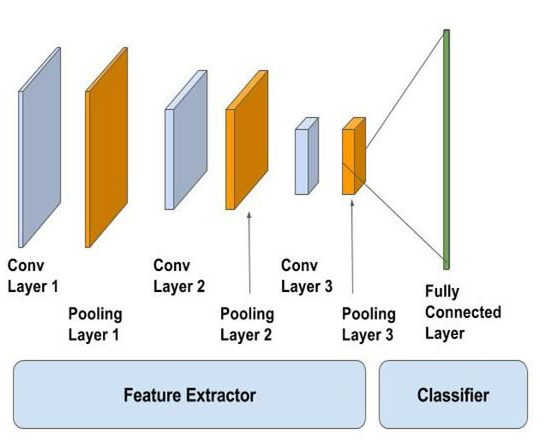 Conv
Layer 1
Pooling
Layer 1
Conv
Layer 2
Pooling
Layer 2
Conv
Layer 3
Pooling
Layer 3
Fully
Connected
Layer
Feature Extractor
Classifier